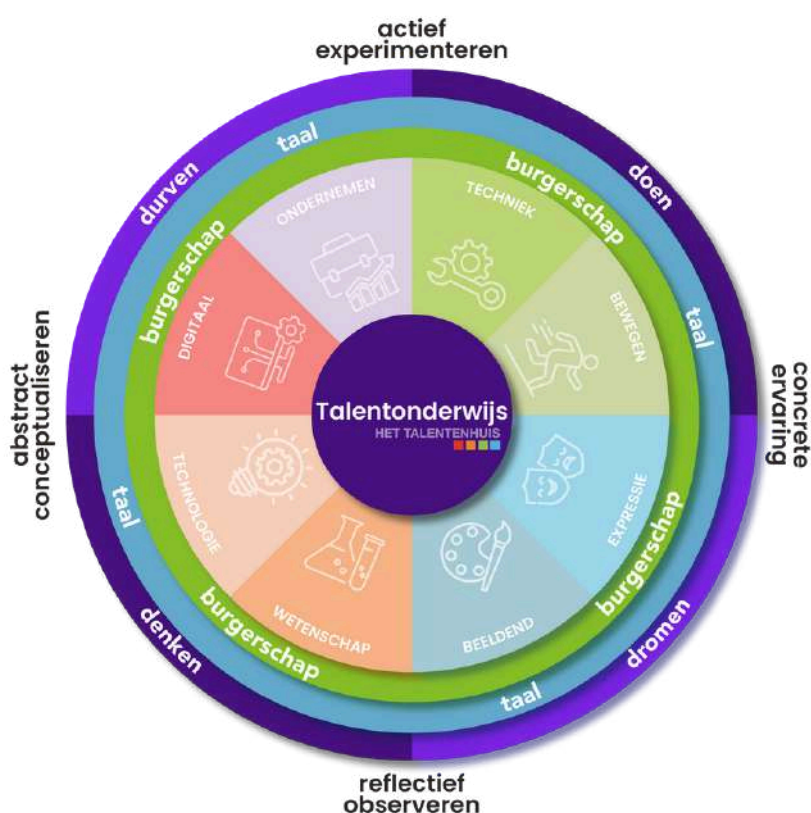 actief
experimenteren
durven
taal
burgerschap
doen
ONDERNEMEN
TECHNIEK
burgerschap
DIGITAAL
BEWEGEN
taal
abstract
conceptualiseren
Talentonderwijs
HET TALENTENHUIS
concrete
ervaring
TECHNOLOGIE
EXPRESSIE
taal
burgerschap
WETENSCHAP
BEELDEND
burgerschap
denken
dromen
taal
reflectief
observeren